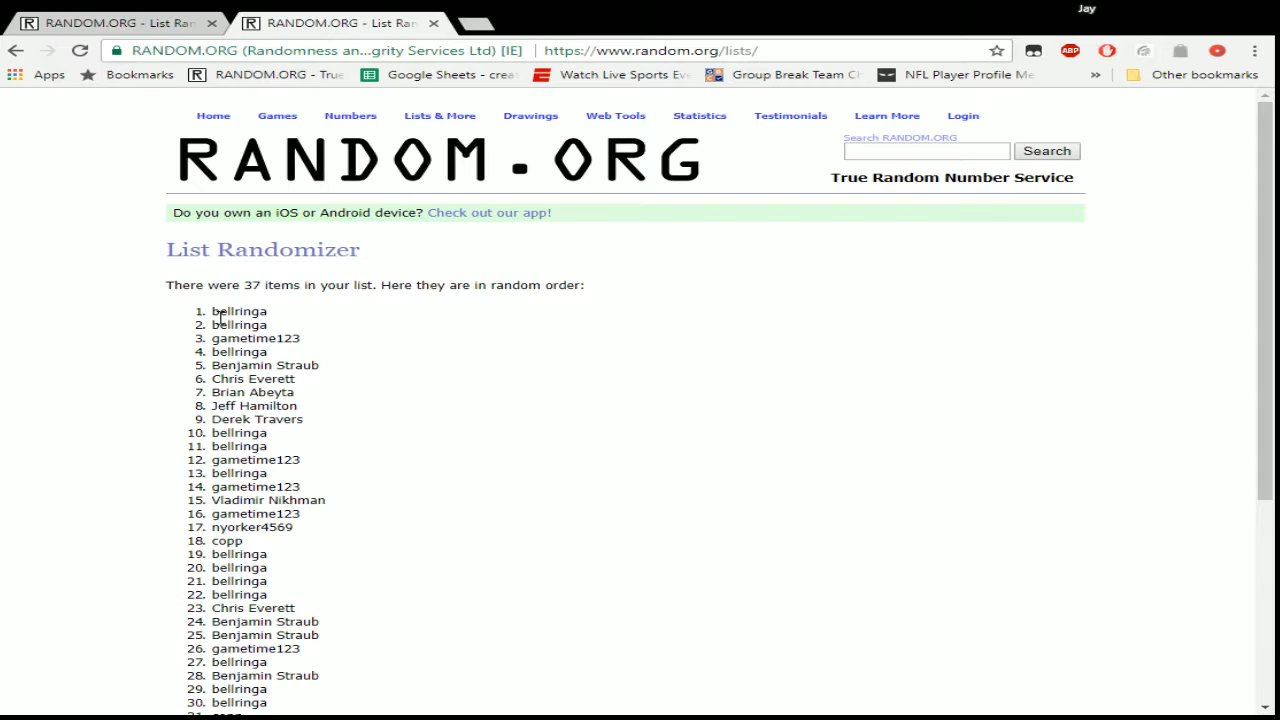 Jay
RANDOM.ORG - List Ran
RANDOM.ORG - List Ran
RANDOM.ORG (Randomness an...grity Services Ltd) [IE] https://www.random.org/lists/
Apps Bookmarks RANDOM.ORG - True Google Sheets - crea Watch Live Sports Eve Group Break Team Ch NFL Player Profile Me » Other bookmarks
Home Games Numbers Lists & More Drawings Web Tools Statistics Testimonials Learn More Login
RANDOM.ORG
Search RANDOM.ORG
Search
True Random Number Service
Do you own an iOS or Android device? Check out our app!
List Randomizer
There were 37 items in your list. Here they are in random order:
1. bellringa
2. bellringa
3. gametime123
4. bellringa
5. Benjamin Straub
6. Chris Everett
7. Brian Abeyta
8. Jeff Hamilton
9. Derek Travers
10. bellringa
11. bellringa
12. gametime123
13. bellringa
14. gametime123
15. Vladimir Nikhman
16. gametime123
17. nyorker4569
18. copp
19. bellringa
20. bellringa
21. bellringa
22. bellringa
23. Chris Everett
24. Benjamin Straub
25. Benjamin Straub
26. gametime123
27. bellringa
28. Benjamin Straub
29. bellringa
30. bellringa